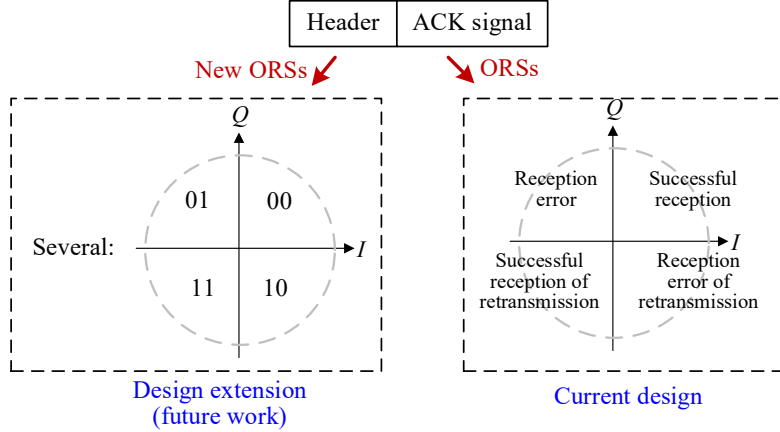 Header ACK signal
New ORSs
ORSs
Q
01 00
Several:
I
11 10
Design extension
(future work)
Q
Reception
error
Successful
reception
I
Successful
reception of
retransmission
Reception
error of
retransmission
Current design